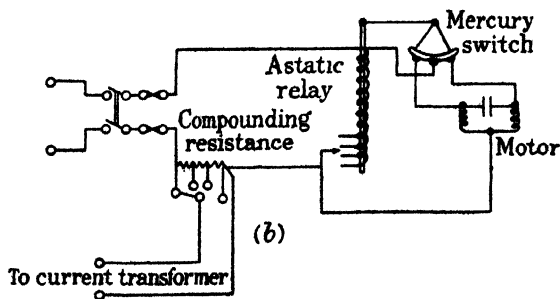 Mercury
switch
Astatic
relay
Compounding
resistance
Motor
(b)
To current transformer